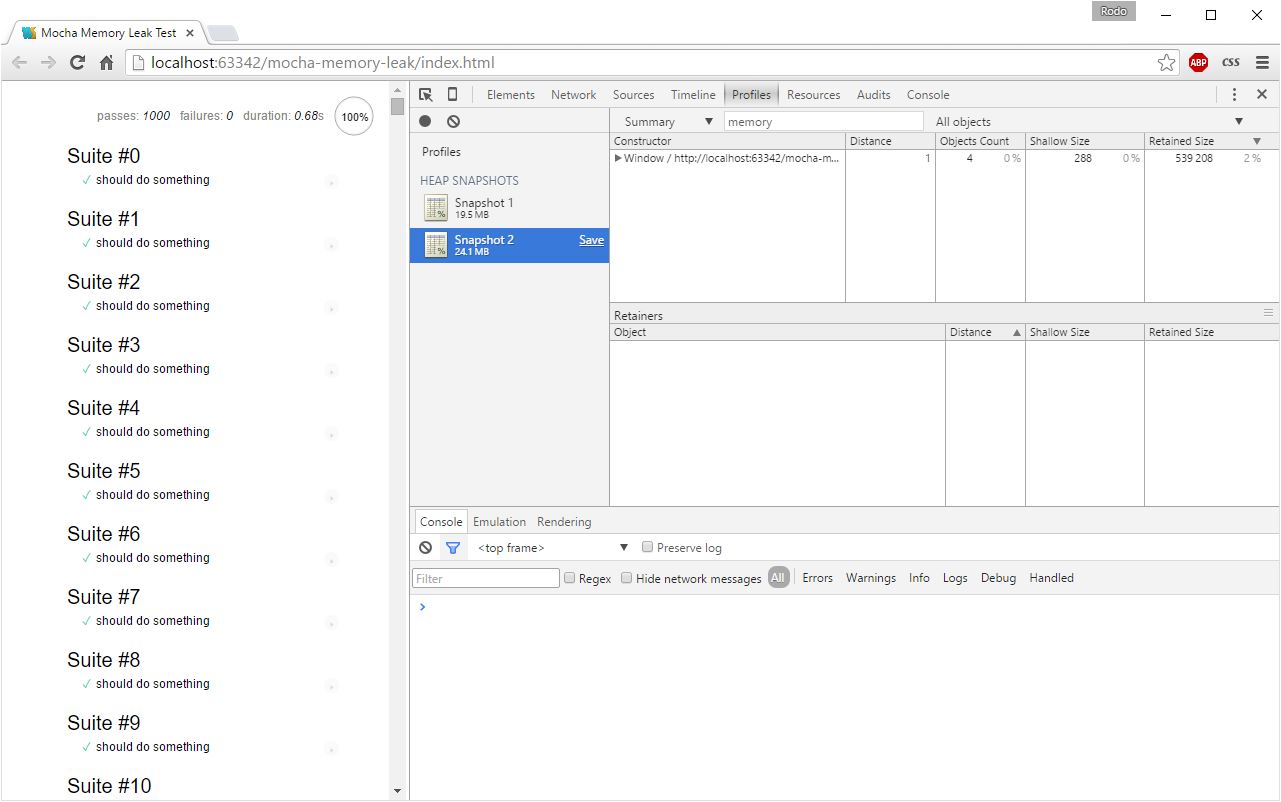 Rodo
Mocha Memory Leak Test
localhost:63342/mocha-memory-leak/index.html
ABP
css
passes: 1000 failures: 0 duration: 0.68s 100%
Suite #0
✓ should do something
Suite #1
✓ should do something
Suite #2
✓ should do something
Suite #3
✓ should do something
Suite #4
✓ should do something
Suite #5
✓ should do something
Suite #6
✓ should do something
Suite #7
✓ should do something
Suite #8
✓ should do something
Suite #9
✓ should do something
Suite #10
Elements Network Sources Timeline Profiles Resources Audits Console
Profiles
HEAP SNAPSHOTS
Snapshot 1
19.5 MB
Snapshot 2 Save
24.1 MB
Summary memory All objects
Constructor Distance Objects Count Shallow Size Retained Size
Window / http://localhost:63342/mocha-m... 1 4 0 % 288 0 % 539 208 2 %
Retainers
Object Distance Shallow Size Retained Size
Console Emulation Rendering
<top frame> Preserve log
Filter Regex Hide network messages All Errors Warnings Info Logs Debug Handled